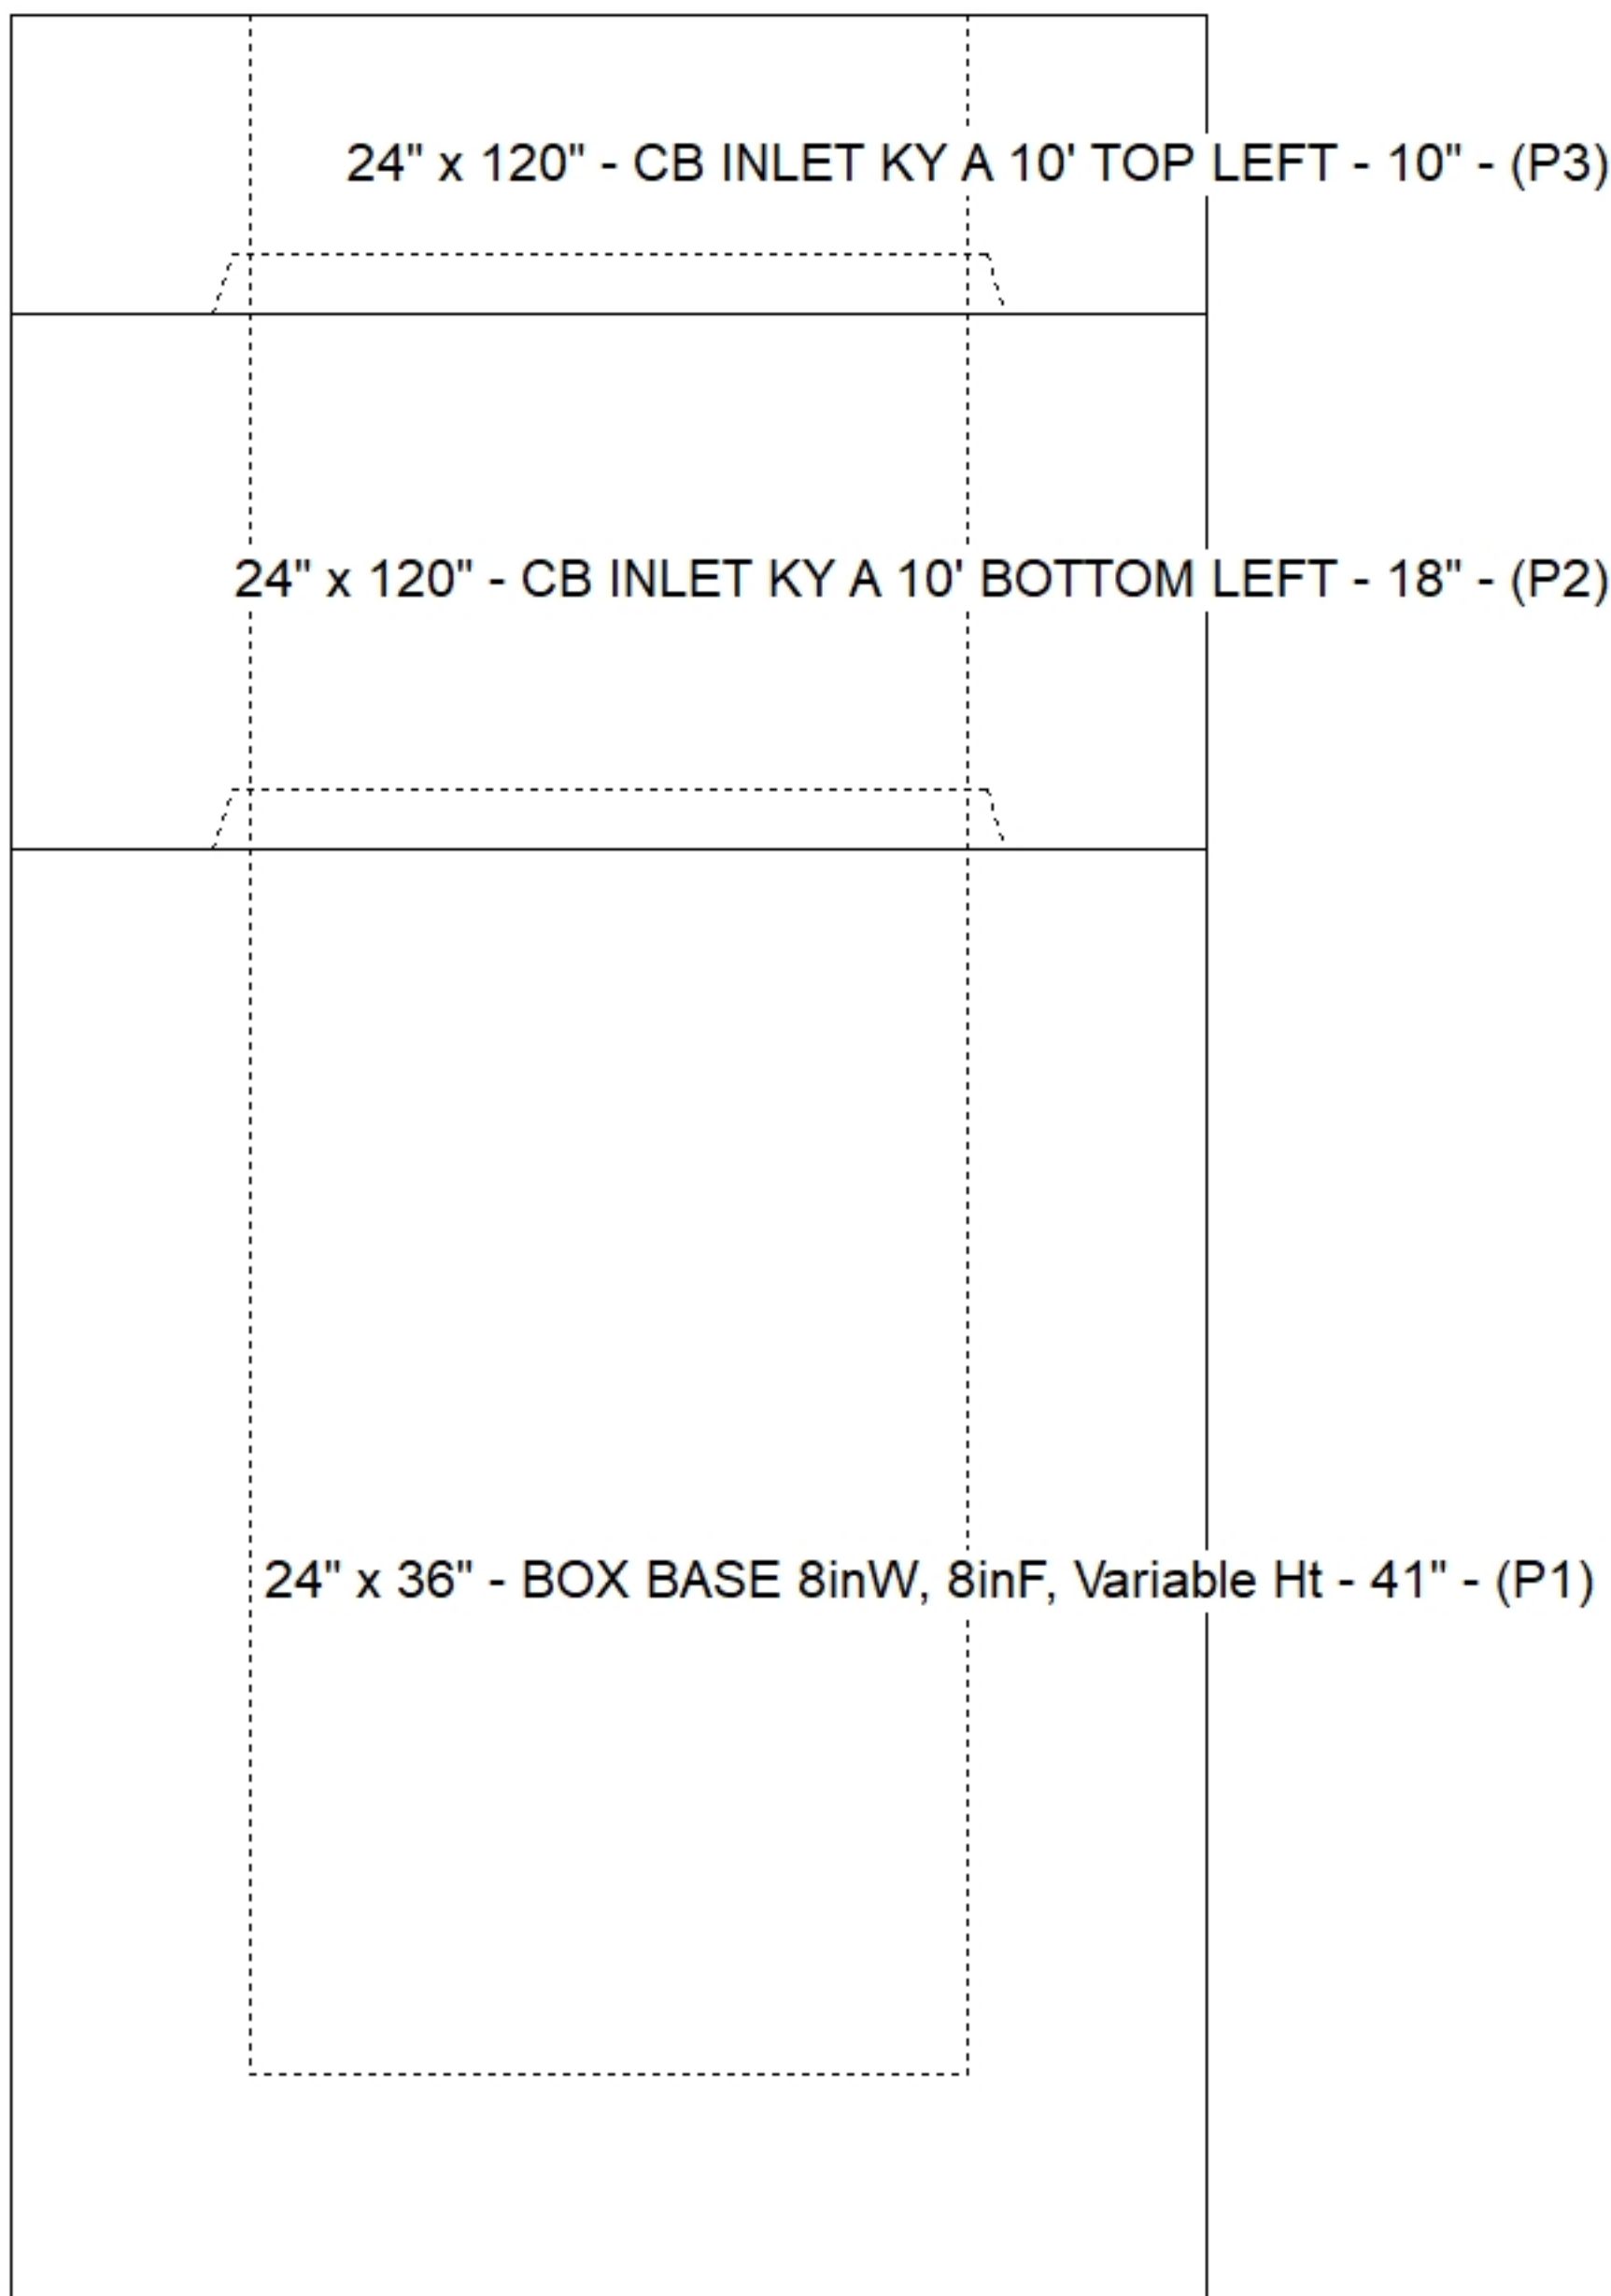 24" x 120" - CB INLET KY A 10' TOP LEFT - 10" - (P3)
24" x 120" - CB INLET KY A 10' BOTTOM LEFT - 18" - (P2)
24" x 36" - BOX BASE 8inW, 8inF, Variable Ht - 41" - (P1)